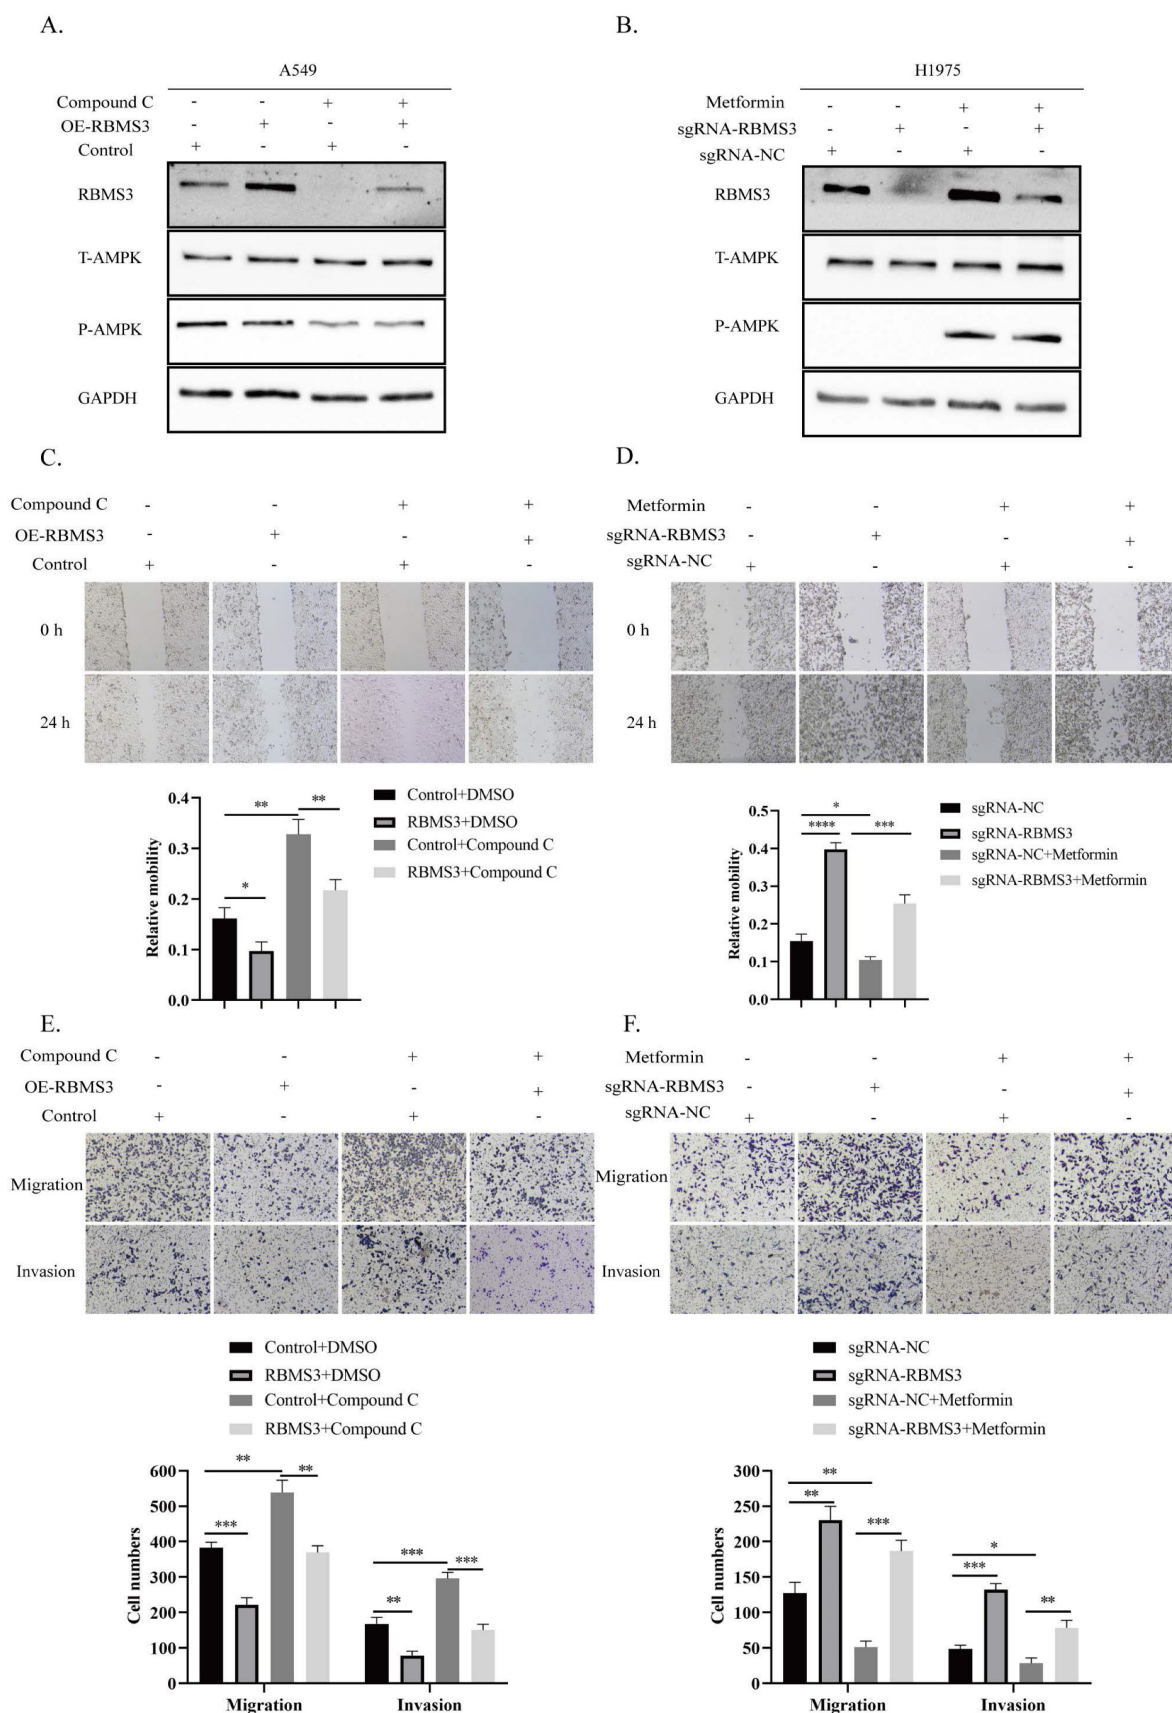 A.
A549
Compound C - - + +
OE-RBMS3 - + - +
Control + - + -
RBMS3
T-AMPK
P-AMPK
GAPDH
B.
H1975
Metformin - - + +
sgRNA-RBMS3 - + - +
sgRNA-NC + - + -
RBMS3
T-AMPK
P-AMPK
GAPDH
C.
Compound C - - + +
OE-RBMS3 - + - +
Control + - + -
0 h
24 h
Relative mobility
0.4
0.3
0.2
0.1
0.0
** **
*
Control+DMSO
RBMS3+DMSO
Control+Compound C
RBMS3+Compound C
D.
Metformin - - + +
sgRNA-RBMS3 - + - +
sgRNA-NC + - + -
0 h
24 h
Relative mobility
0.5
0.4
0.3
0.2
0.1
0.0
*
**** ***
sgRNA-NC
sgRNA-RBMS3
sgRNA-NC+Metformin
sgRNA-RBMS3+Metformin
E.
Compound C - - + +
OE-RBMS3 - + - +
Control + - + -
Migration
Invasion
Control+DMSO
RBMS3+DMSO
Control+Compound C
RBMS3+Compound C
Cell numbers
600
500
400
300
200
100
0
** **
***
*** ***
**
Migration Invasion
F.
Metformin - - + +
sgRNA-RBMS3 - + - +
sgRNA-NC + - + -
Migration
Invasion
sgRNA-NC
sgRNA-RBMS3
sgRNA-NC+Metformin
sgRNA-RBMS3+Metformin
Cell numbers
300
250
200
150
100
50
0
**
** ***
*
*** **
Migration Invasion